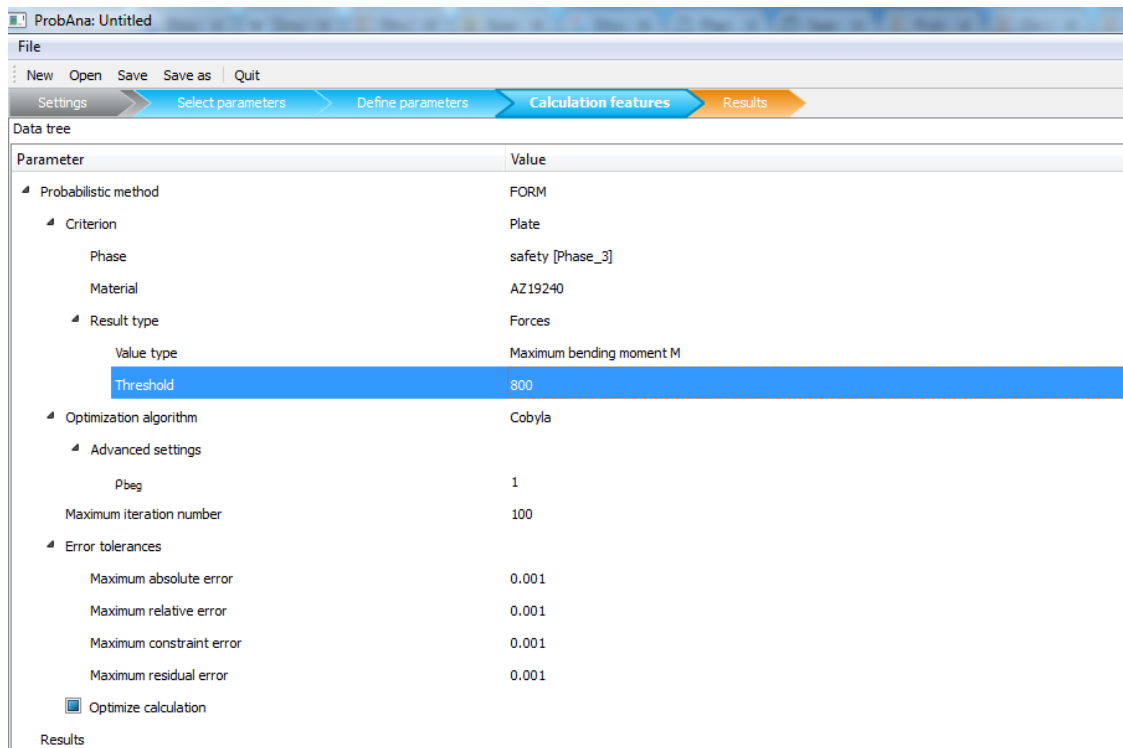 ProbAna: Untitled
File
New Open Save Save as Quit
Settings Select parameters Define parameters Calculation features Results
Data tree
Parameter Value
Probabilistic method FORM
Criterion Plate
Phase safety [Phase_3]
Material AZ19240
Result type Forces
Value type Maximum bending moment M
Threshold 800
Optimization algorithm Cobyla
Advanced settings
ρbeg 1
Maximum iteration number 100
Error tolerances
Maximum absolute error 0.001
Maximum relative error 0.001
Maximum constraint error 0.001
Maximum residual error 0.001
Optimize calculation
Results